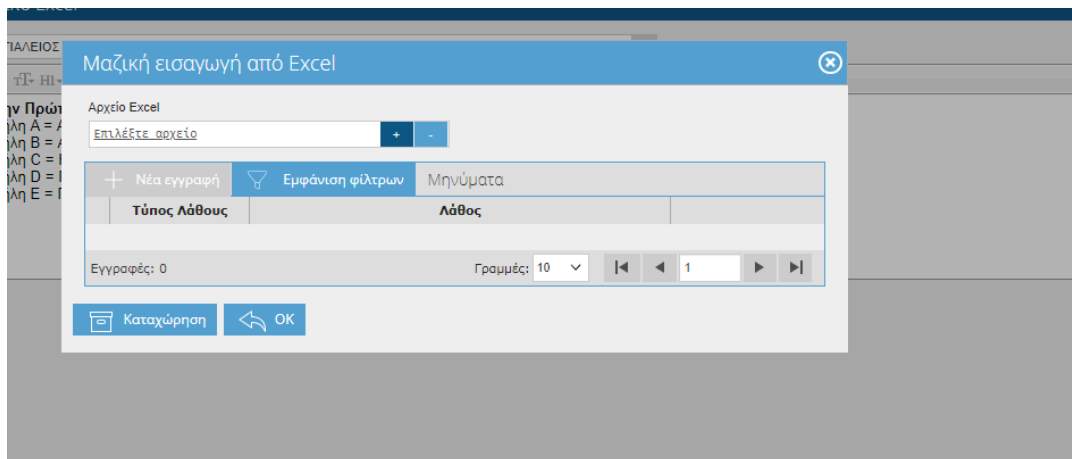 Μαζική εισαγωγή από Excel
Αρχείο Excel
Επιλέξτε αρχείο + -
Νέα εγγραφή Εμφάνιση φίλτρων Μηνύματα
Τύπος Λάθους Λάθος
Εγγραφές: 0 Γραμμές: 10 1
Καταχώρηση OK